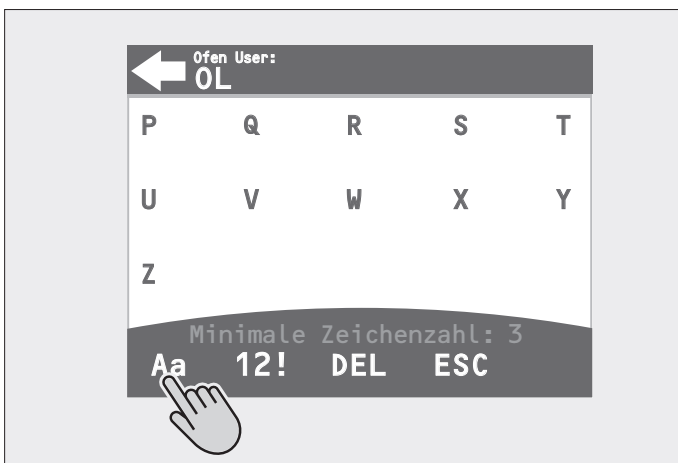 Ofen User:
OL
P Q R S T
U V W X Y
Z
Minimale Zeichenzahl: 3
Aa 12! DEL ESC